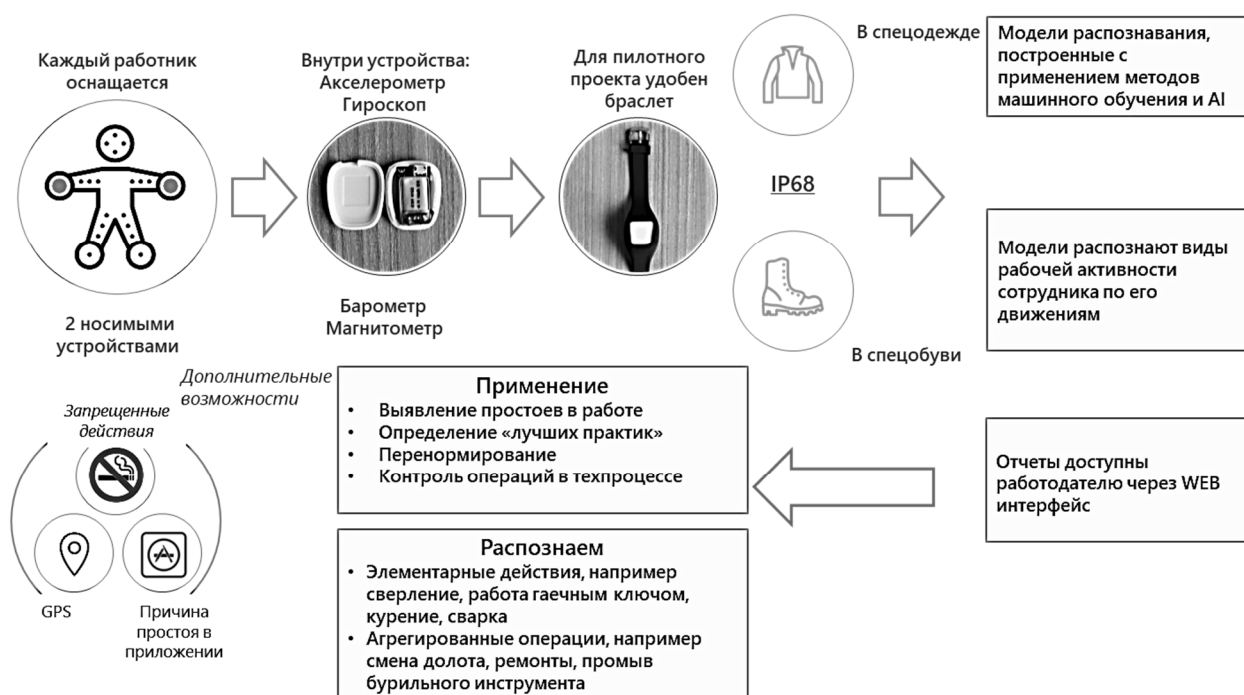 Каждый работник
оснащается
2 носимыми
устройствами
Внутри устройства:
Акселерометр
Гироскоп
Барометр
Магнитометр
Для пилотного
проекта удобен
браслет
В спецодежде
IP68
В спецобуви
Модели распознавания,
построенные с
применением методов
машинного обучения и AI
Модели распознают виды
рабочей активности
сотрудника по его
движениям
Отчеты доступны
работодателю через WEB
интерфейс
Применение
• Выявление простоев в работе
• Определение «лучших практик»
• Перенормирование
• Контроль операций в техпроцессе
Распознаем
• Элементарные действия, например
сверление, работа гаечным ключом,
курение, сварка
• Агрегированные операции, например
смена долота, ремонты, промыв
бурильного инструмента
Дополнительные
возможности
Запрещенные
действия
GPS
Причина
простоя в
приложении